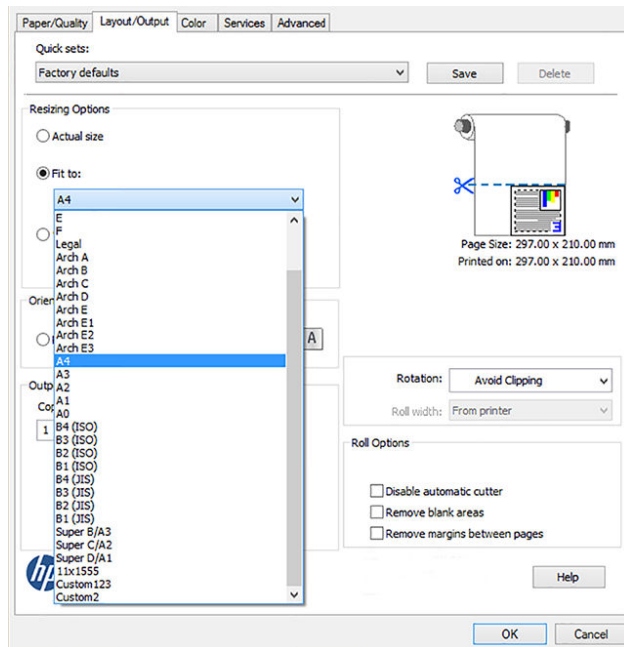 Paper/Quality Layout/Output Color Services Advanced
Quick sets:
Factory defaults Save Delete
Resizing Options
Actual size
Fit to:
A4
E
F
Legal
Arch A
Arch B
Arch C
Arch D
Arch E
Arch E1
Arch E2
Arch E3
A4
A3
A2
A1
A0
B4 (ISO)
B3 (ISO)
B2 (ISO)
B1 (ISO)
B4 (JIS)
B3 (JIS)
B2 (JIS)
B1 (JIS)
Super B/A3
Super C/A2
Super D/A1
11x1555
Custom123
Custom2
Orien
A
Outp
Cop
1
hp
Page Size: 297.00 x 210.00 mm
Printed on: 297.00 x 210.00 mm
Rotation: Avoid Clipping
Roll width: From printer
Roll Options
Disable automatic cutter
Remove blank areas
Remove margins between pages
Help
OK Cancel